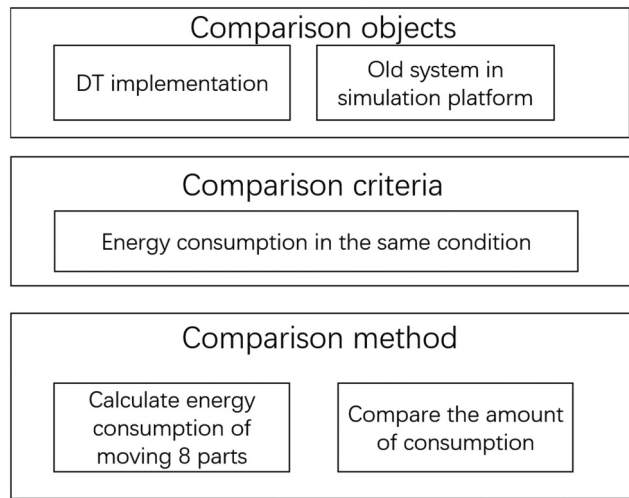 Comparison objects
DT implementation
Old system in
simulation platform
Comparison criteria
Energy consumption in the same condition
Comparison method
Calculate energy
consumption of
moving 8 parts
Compare the amount
of consumption